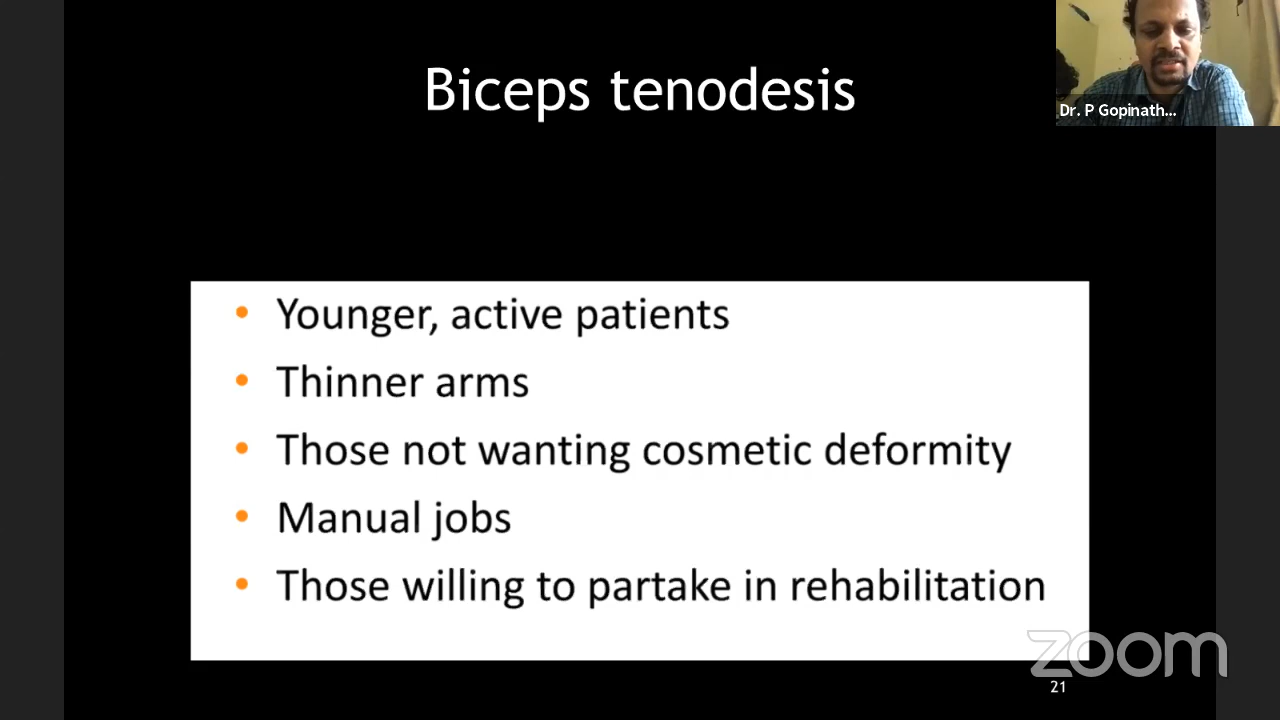 Biceps tenodesis
Dr. P Gopinath...
• Younger, active patients
• Thinner arms
• Those not wanting cosmetic deformity
• Manual jobs
• Those willing to partake in rehabilitation
zoom
21